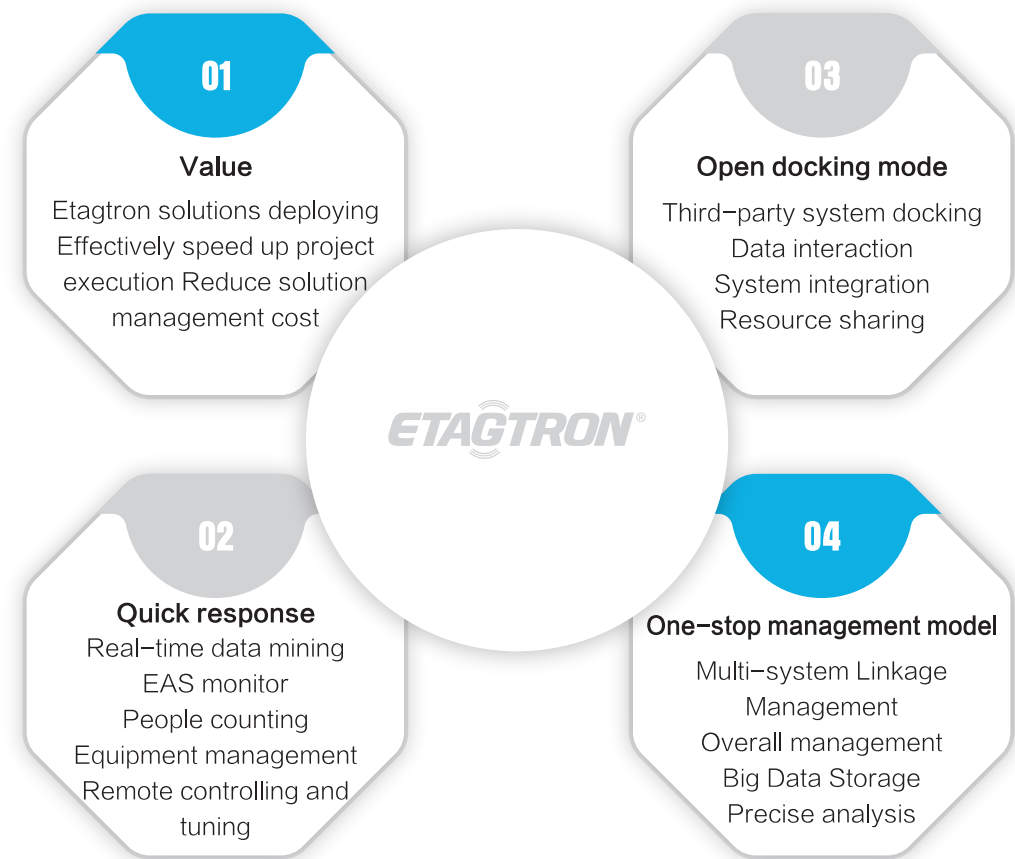 01
Value
Etagtron solutions deploying
Effectively speed up project
execution Reduce solution
management cost
03
Open docking mode
Third-party system docking
Data interaction
System integration
Resource sharing
ETAGTRON®
02
Quick response
Real-time data mining
EAS monitor
People counting
Equipment management
Remote controlling and
tuning
04
One-stop management model
Multi-system Linkage
Management
Overall management
Big Data Storage
Precise analysis